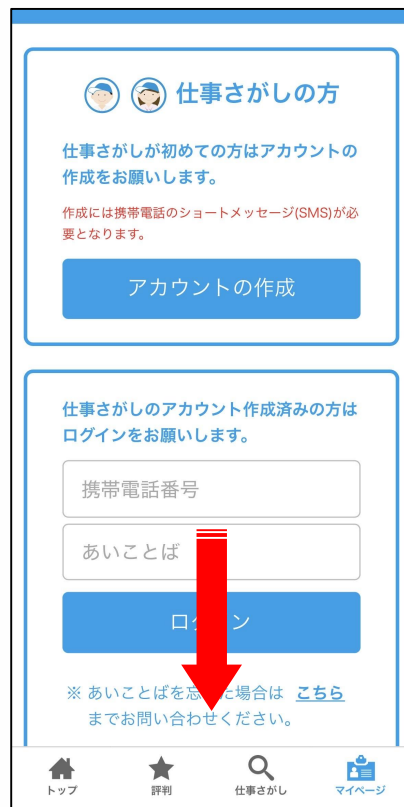 仕事さがしの方
仕事さがしが初めての方はアカウントの
作成をお願いします。
作成には携帯電話のショートメッセージ(SMS)が必
要となります。
アカウントの作成
仕事さがしのアカウント作成済みの方は
ログインをお願いします。
携帯電話番号
あいことば
ログイン
※ あいことばを忘れた場合は こちら
までお問い合わせください。
トップ 評判 仕事さがし マイページ